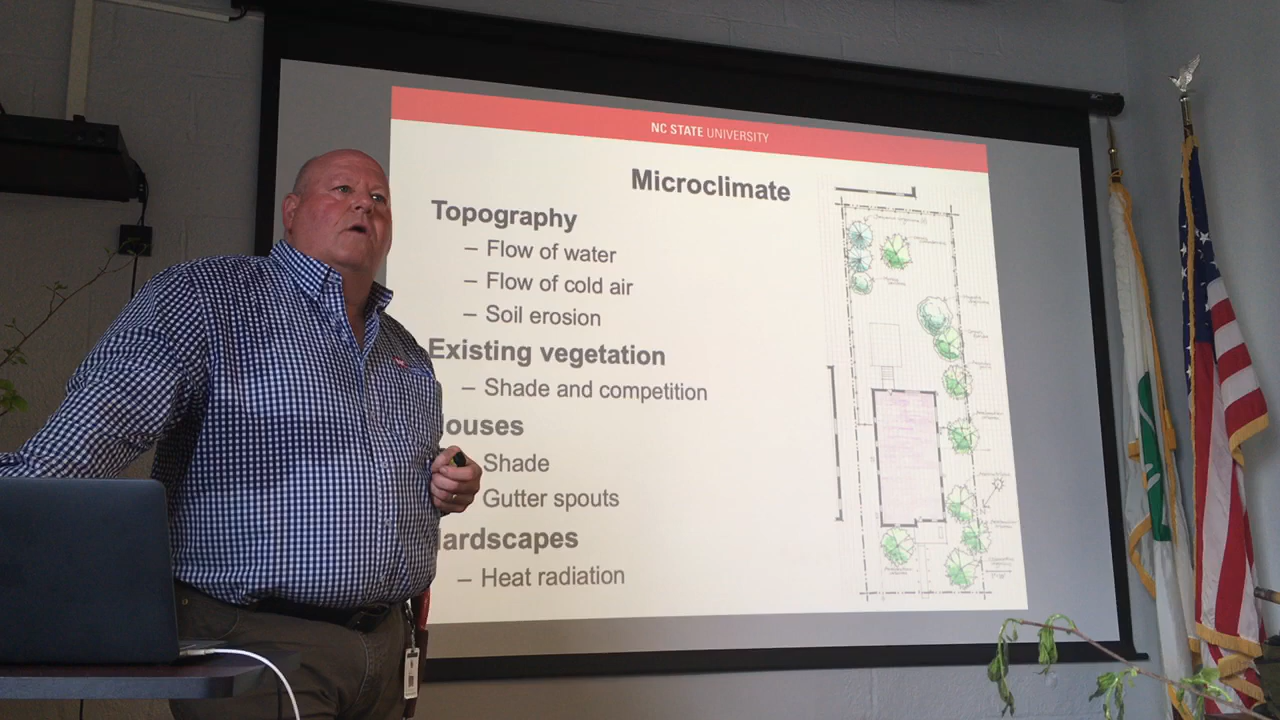 NC STATE UNIVERSITY
Microclimate
Topography
– Flow of water
– Flow of cold air
– Soil erosion
Existing vegetation
– Shade and competition
ouses
Shade
Gutter spouts
ardscapes
– Heat radiation